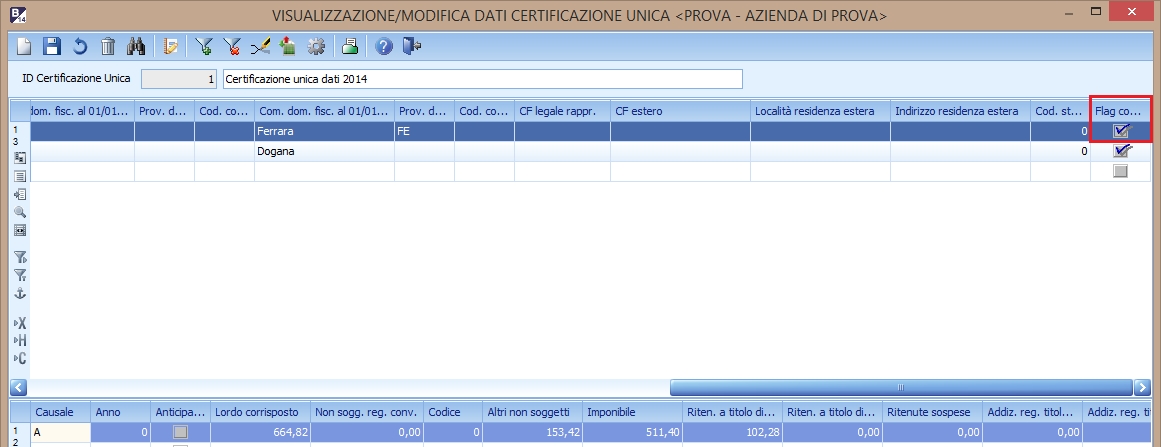 B
14
VISUALIZZAZIONE/MODIFICA DATI CERTIFICAZIONE UNICA <PROVA - AZIENDA DI PROVA>
ID Certificazione Unica 1 Certificazione unica dati 2014
dom. fisc. al 01/01... Prov. d... Cod. co... Com. dom. fisc. al 01/01... Prov. d... Cod. co... CF legale rappr. CF estero Località residenza estera Indirizzo residenza estera Cod. st... Flag co...
1 Ferrara FE 0
3 Dogana 0
X
H
C
Causale Anno Anticipa... Lordo corrisposto Non sogg. reg. conv. Codice Altri non soggetti Imponibile Riten. a titolo di... Riten. a titolo di... Ritenute sospese Addiz. reg. titol... Addiz. reg. ti
1 A 0 664,82 0,00 0 153,42 511,40 102,28 0,00 0,00 0,00
2